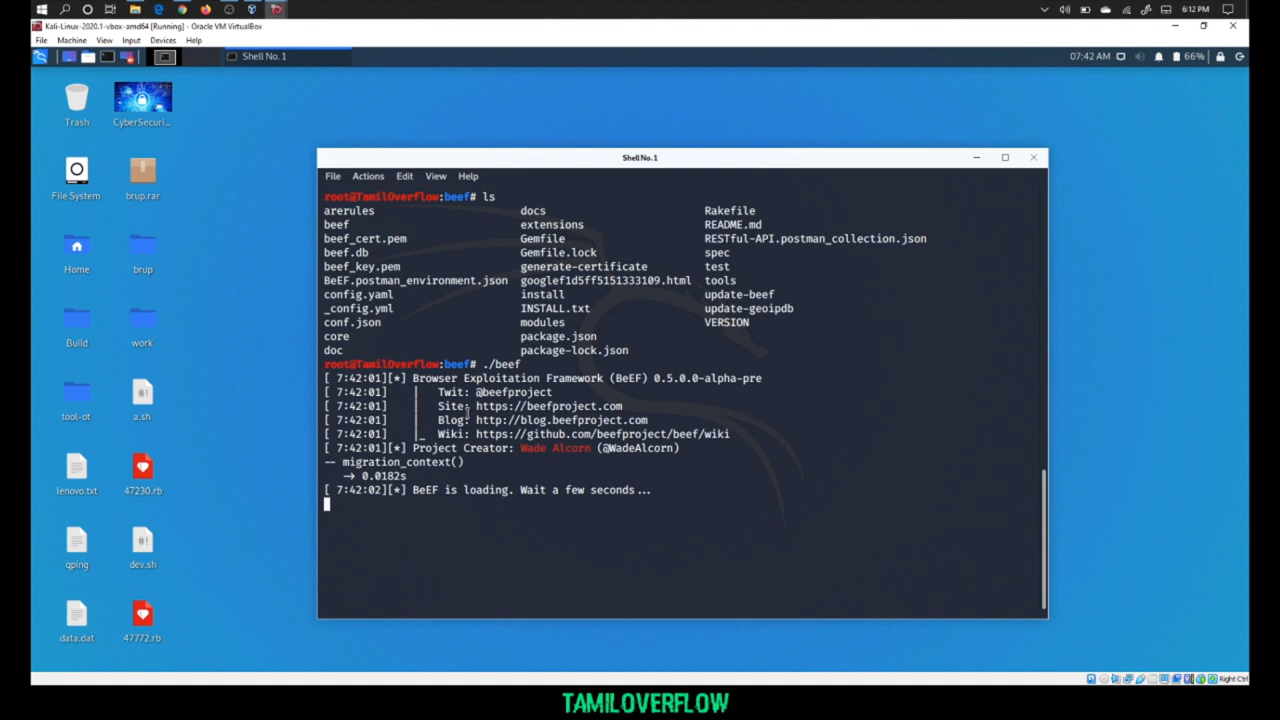 6:12 PM
Kali-Linux-2020.1-vbox-amd64 [Running] - Oracle VM VirtualBox
File Machine View Input Devices Help
Shell No. 1
07:42 AM 66%
Trash
CyberSecuri...
File System
brup.rar
Home
brup
Build
work
tool-ot
a.sh
lenovo.txt
47230.rb
qping
dev.sh
data.dat
47772.rb
Shell No. 1
File Actions Edit View Help
root@TamilOverflow:beef# ls
arerules docs Rakefile
beef extensions README.md
beef_cert.pem Gemfile RESTful-API.postman_collection.json
beef.db Gemfile.lock spec
beef_key.pem generate-certificate test
BeEF.postman_environment.json googlef1d5ff5151333109.html tools
config.yaml install update-beef
_config.yml INSTALL.txt update-geoipdb
conf.json modules VERSION
core package.json
doc package-lock.json
root@TamilOverflow:beef# ./beef
[ 7:42:01][*] Browser Exploitation Framework (BeEF) 0.5.0.0-alpha-pre
[ 7:42:01] | Twit: @beefproject
[ 7:42:01] | Site: https://beefproject.com
[ 7:42:01] | Blog: http://blog.beefproject.com
[ 7:42:01] |_ Wiki: https://github.com/beefproject/beef/wiki
[ 7:42:01][*] Project Creator: Wade Alcorn (@WadeAlcorn)
-- migration_context()
-> 0.0182s
[ 7:42:02][*] BeEF is loading. Wait a few seconds...
Right Ctrl
TAMILOVERFLOW